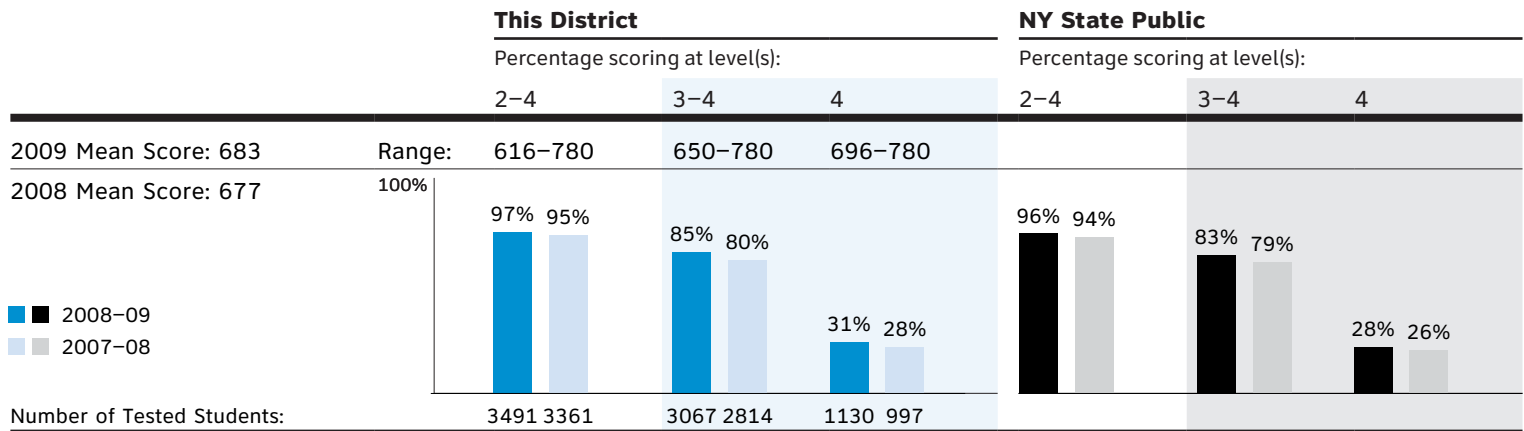 This District NY State Public
Percentage scoring at level(s): Percentage scoring at level(s):
2–4 3–4 4 2–4 3–4 4
2009 Mean Score: 683 Range: 616–780 650–780 696–780
2008 Mean Score: 677 100%
97% 95% 85% 80% 31% 28% 96% 94% 83% 79% 28% 26%
2008–09
2007–08
Number of Tested Students: 3491 3361 3067 2814 1130 997